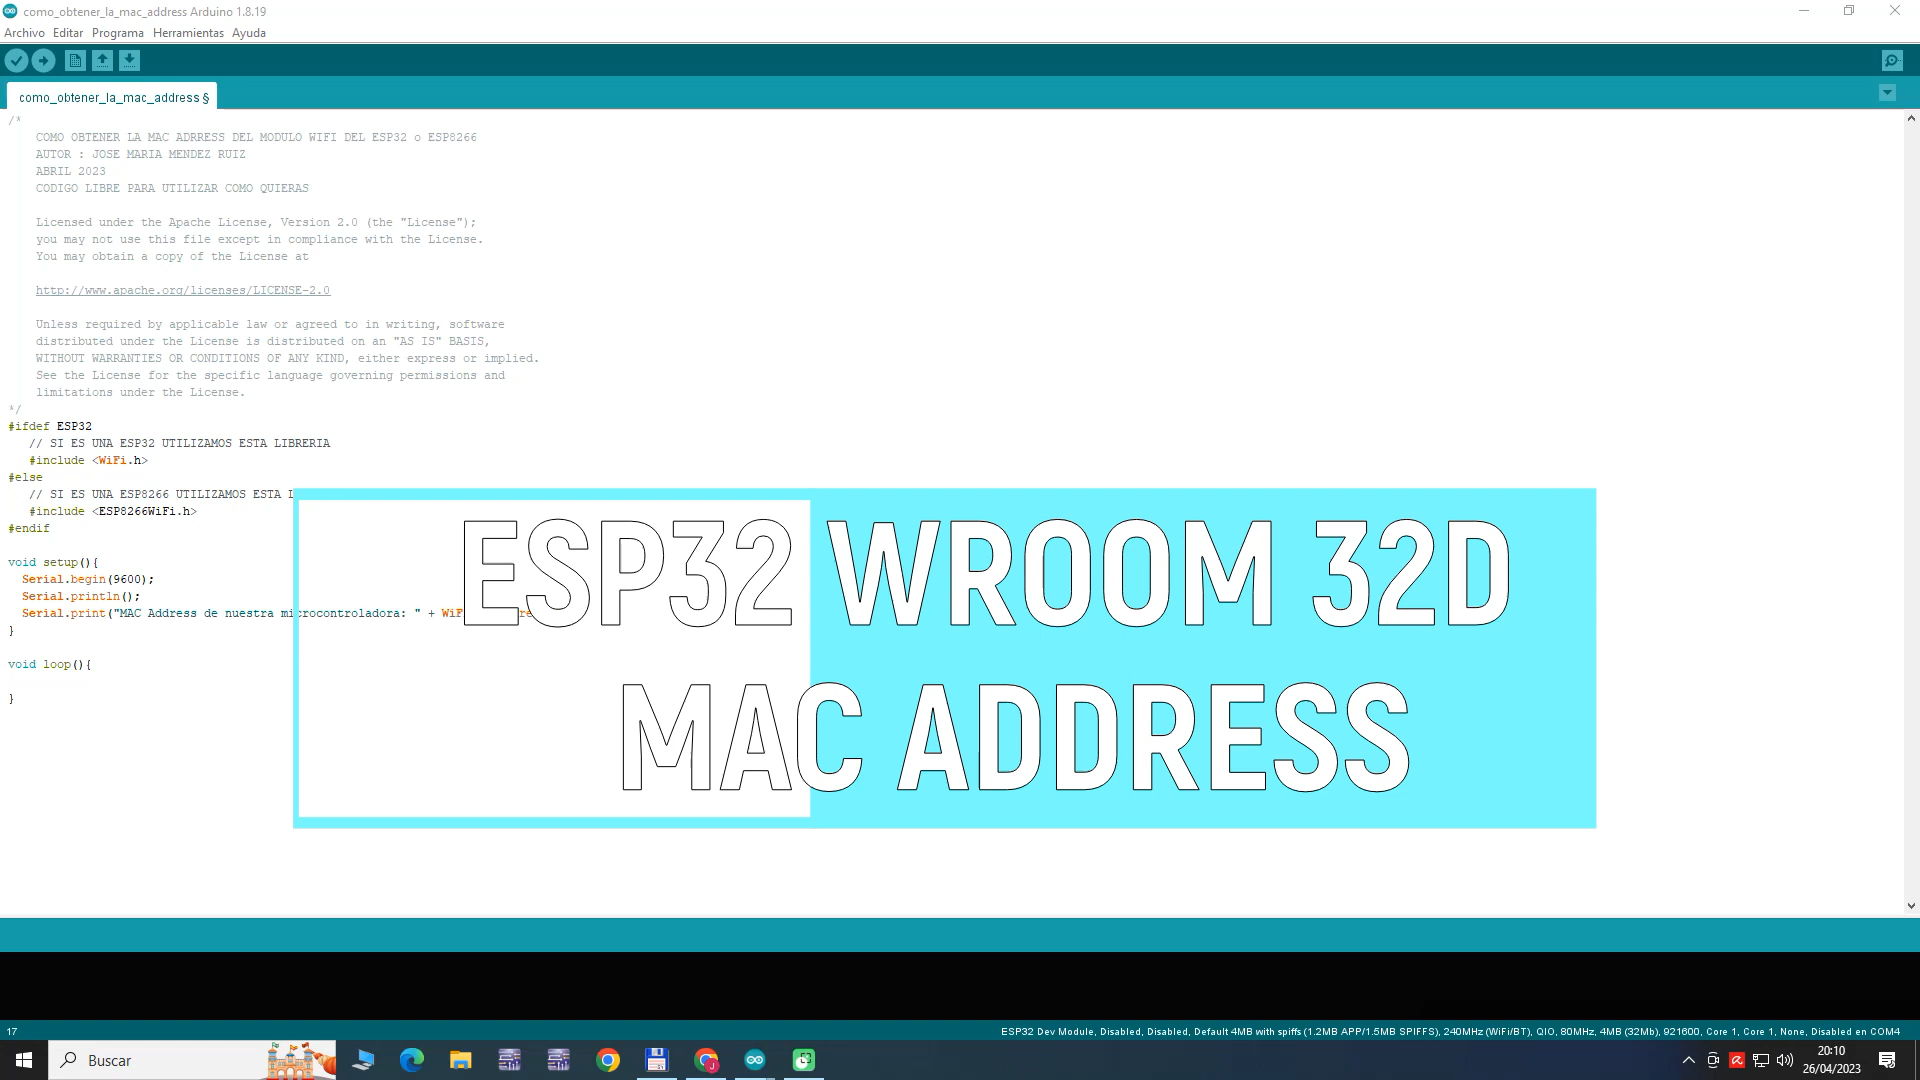 como_obtener_la_mac_address Arduino 1.8.19
Archivo Editar Programa Herramientas Ayuda
como_obtener_la_mac_address §
/*
COMO OBTENER LA MAC ADRRESS DEL MODULO WIFI DEL ESP32 o ESP8266
AUTOR : JOSE MARIA MENDEZ RUIZ
ABRIL 2023
CODIGO LIBRE PARA UTILIZAR COMO QUIERAS
Licensed under the Apache License, Version 2.0 (the "License");
you may not use this file except in compliance with the License.
You may obtain a copy of the License at
http://www.apache.org/licenses/LICENSE-2.0
Unless required by applicable law or agreed to in writing, software
distributed under the License is distributed on an "AS IS" BASIS,
WITHOUT WARRANTIES OR CONDITIONS OF ANY KIND, either express or implied.
See the License for the specific language governing permissions and
limitations under the License.
*/
#ifdef ESP32
// SI ES UNA ESP32 UTILIZAMOS ESTA LIBRERIA
#include <WiFi.h>
#else
// SI ES UNA ESP8266 UTILIZAMOS ESTA
#include <ESP8266WiFi.h>
#endif
void setup(){
Serial.begin(9600);
Serial.println();
Serial.print("MAC Address de nuestra microcontroladora: " +
}
void loop(){
}
ESP32 WROOM 32D
MAC ADDRESS
17
ESP32 Dev Module, Disabled, Disabled, Default 4MB with spiffs (1.2MB APP/1.5MB SPIFFS), 240MHz (WiFi/BT), QIO, 80MHz, 4MB (32Mb), 921600, Core 1, Core 1, None, Disabled en COM4
Buscar
20:10
26/04/2023